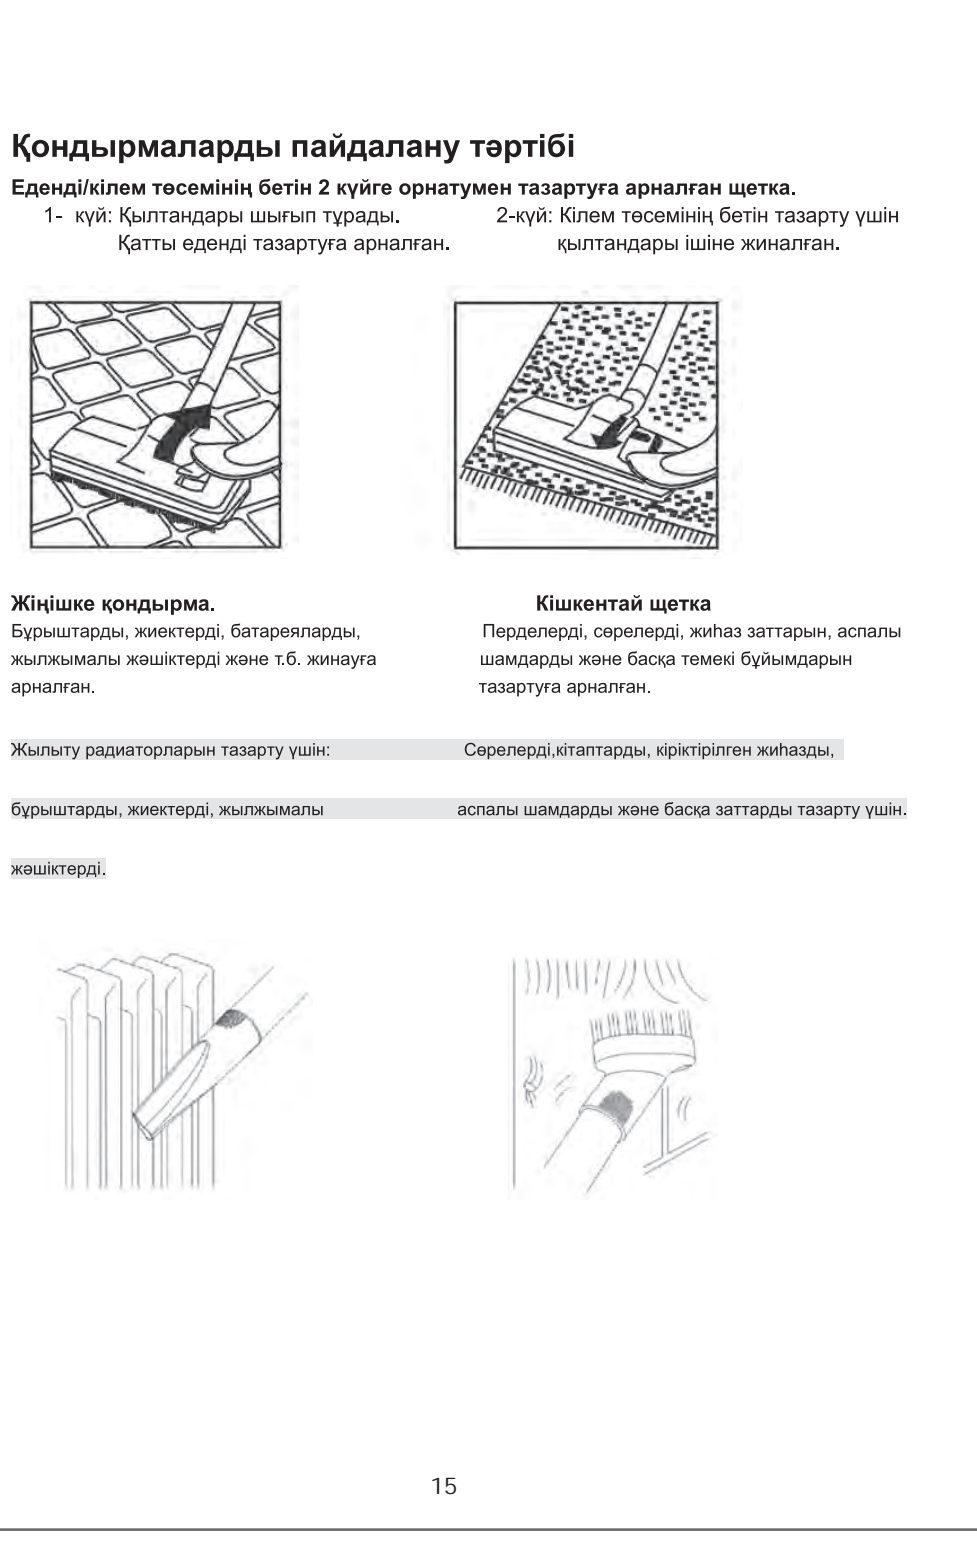 Қондырмаларды пайдалану тәртібі
Еденді/кілем төсемінің бетін 2 күйге орнатумен тазартуға арналған щетка.
1- күй: Қылтандары шығып тұрады. 2-күй: Кілем төсемінің бетін тазарту үшін
Қатты еденді тазартуға арналған. қылтандары ішіне жиналған.
Жіңішке қондырма. Кішкентай щетка
Бұрыштарды, жиектерді, батареяларды, Перделерді, сөрелерді, жиһаз заттарын, аспалы
жылжымалы жәшіктерді және т.б. жинауға шамдарды және басқа темекі бұйымдарын
арналған. тазартуға арналған.
Жылыту радиаторларын тазарту үшін: Сөрелерді,кітаптарды, кіріктірілген жиһазды,
бұрыштарды, жиектерді, жылжымалы аспалы шамдарды және басқа заттарды тазарту үшін.
жәшіктерді.
15